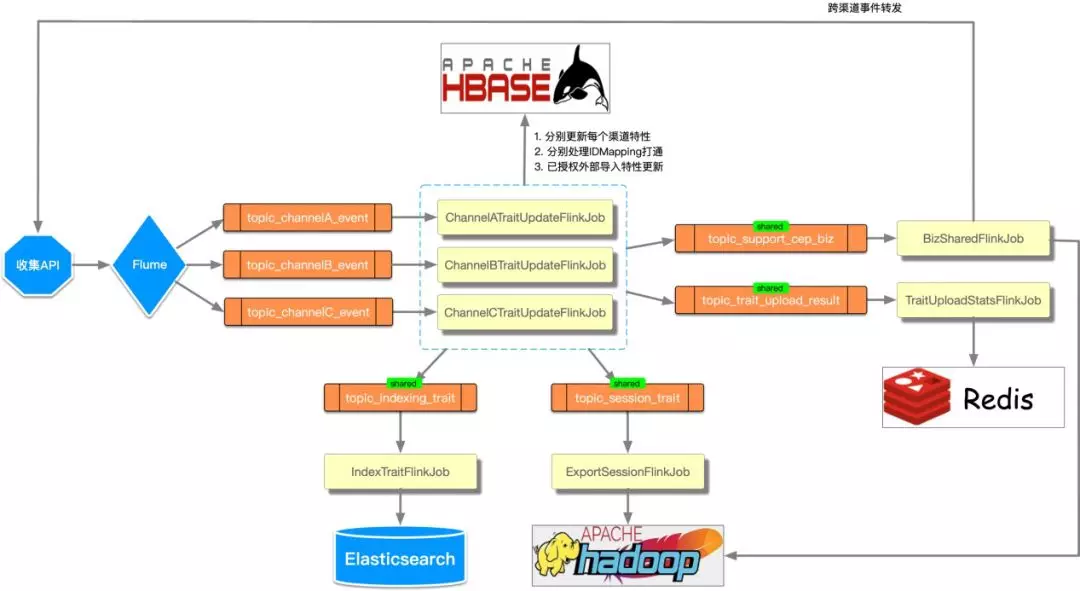 跨渠道事件转发
APACHE
HBASE
1. 分别更新每个渠道特性
2. 分别处理IDMapping打通
3. 已授权外部导入特性更新
收集API
Flume
topic_channelA_event
topic_channelB_event
topic_channelC_event
ChannelATraitUpdateFlinkJob
ChannelBTraitUpdateFlinkJob
ChannelCTraitUpdateFlinkJob
shared
topic_support_cep_biz
BizSharedFlinkJob
shared
topic_trait_upload_result
TraitUploadStatsFlinkJob
Redis
shared
topic_indexing_trait
shared
topic_session_trait
IndexTraitFlinkJob
ExportSessionFlinkJob
Elasticsearch
APACHE
hadoop